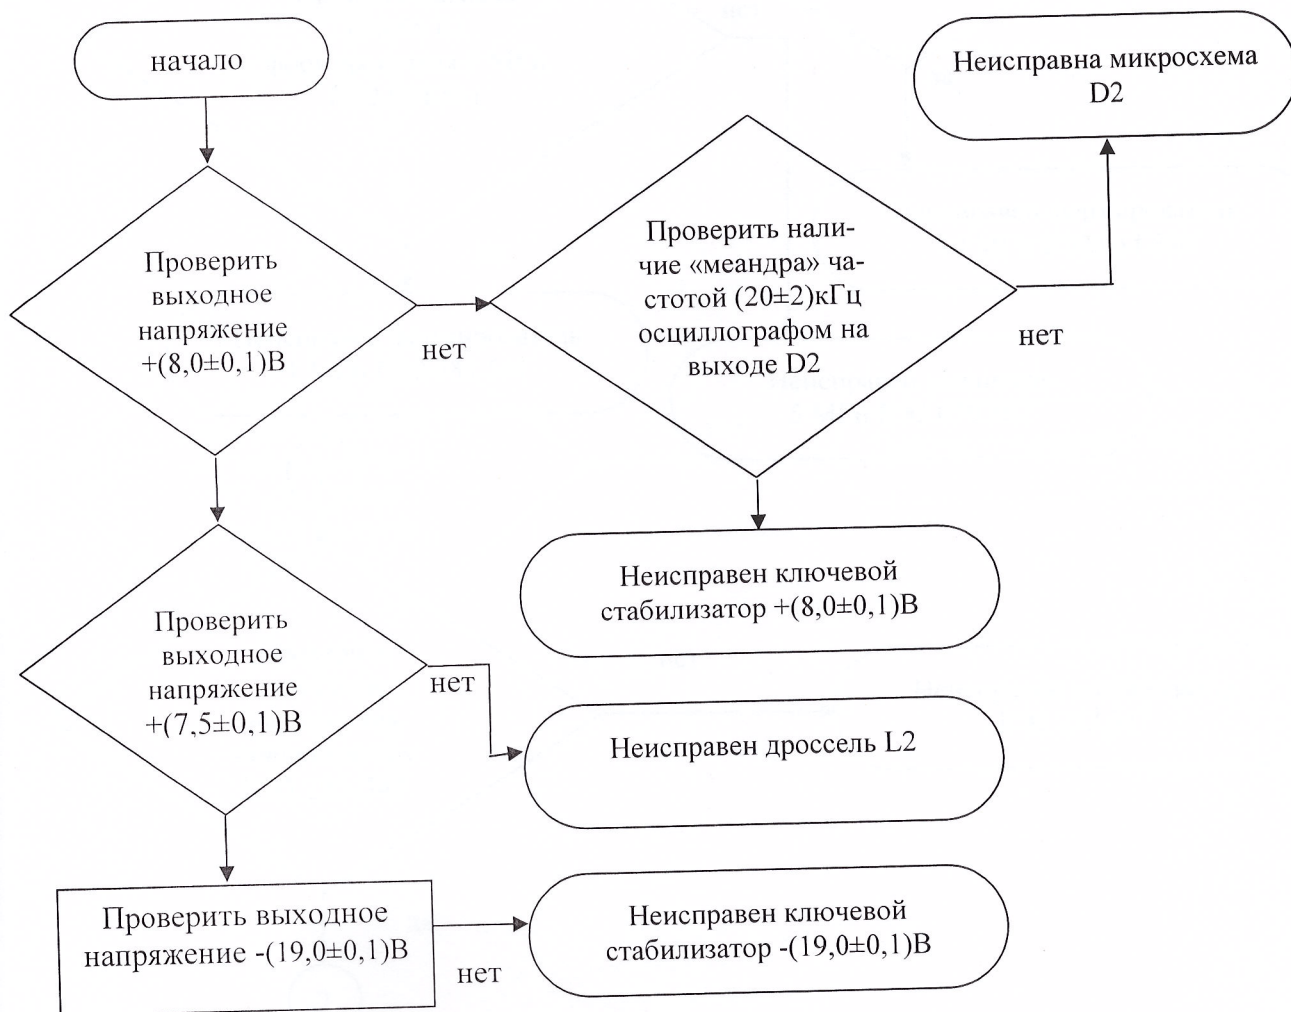 начало
Неисправна микросхема
D2
Проверить
выходное
напряжение
+(8,0±0,1)В
нет
Проверить нали-
чие «меандра» ча-
стотой (20±2)кГц
осциллографом на
выходе D2
нет
Неисправен ключевой
стабилизатор +(8,0±0,1)В
Проверить
выходное
напряжение
+(7,5±0,1)В
нет
Неисправен дроссель L2
Проверить выходное
напряжение -(19,0±0,1)В
нет
Неисправен ключевой
стабилизатор -(19,0±0,1)В